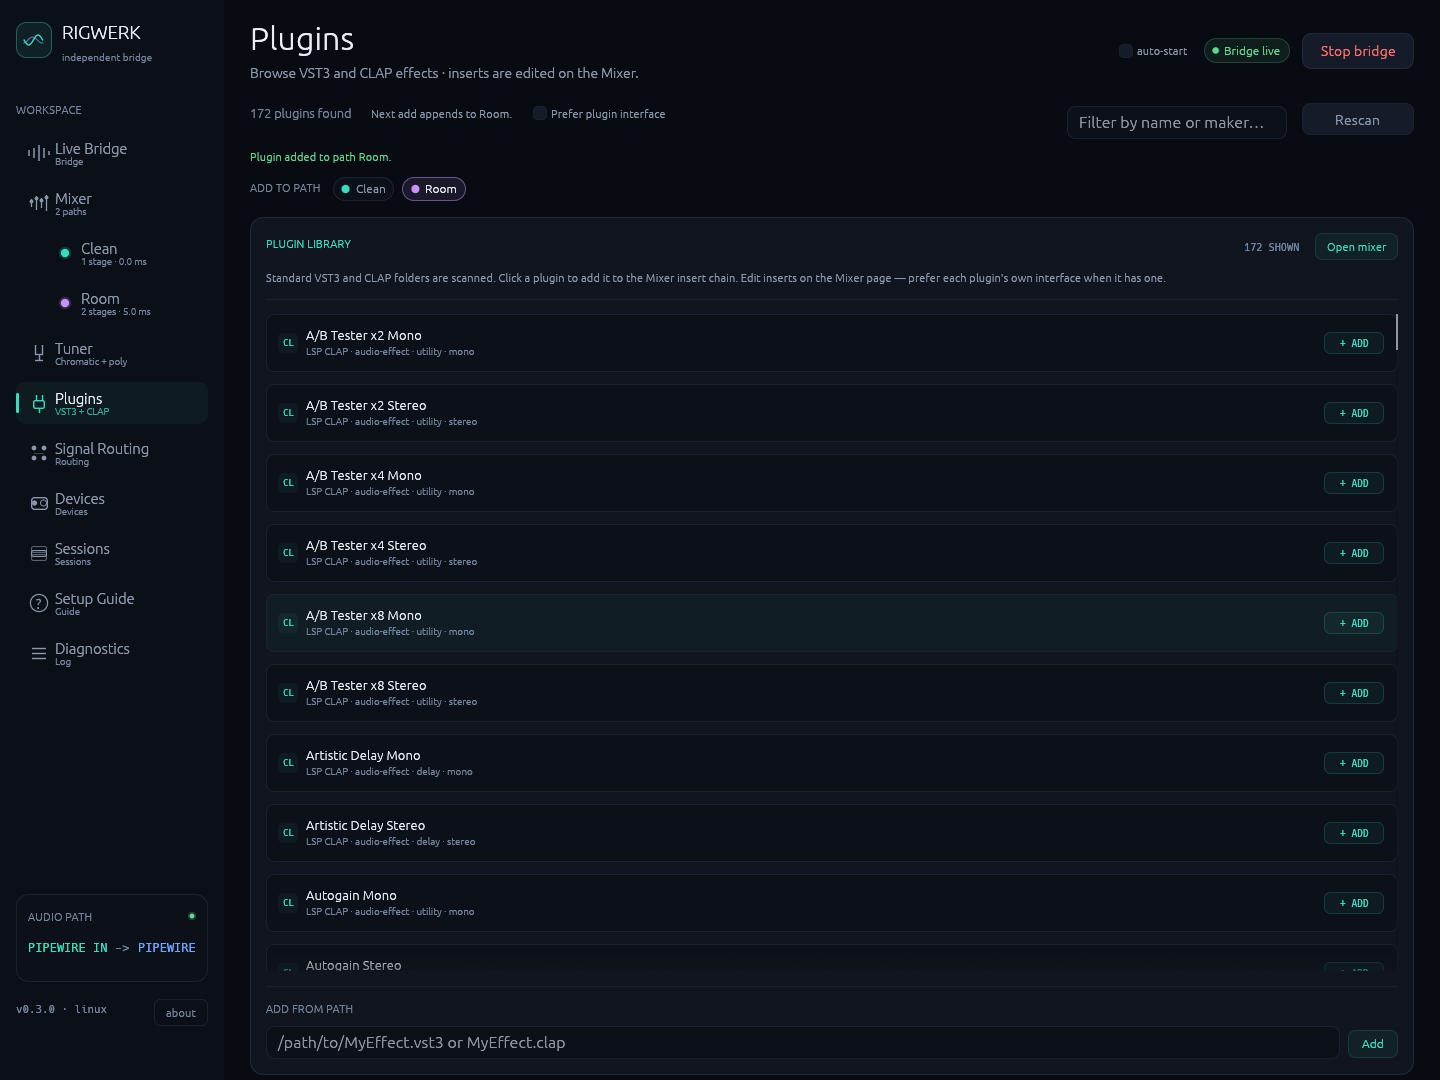 RIGWERK
independent bridge
WORKSPACE
Live Bridge
Bridge
Mixer
2 paths
Clean
1 stage · 0.0 ms
Room
2 stages · 5.0 ms
Tuner
Chromatic + poly
Plugins
VST3 + CLAP
Signal Routing
Routing
Devices
Devices
Sessions
Sessions
Setup Guide
Guide
Diagnostics
Log
AUDIO PATH
PIPEWIRE IN -> PIPEWIRE
v0.3.0 · linux
about
Plugins
Browse VST3 and CLAP effects · inserts are edited on the Mixer.
auto-start
Bridge live
Stop bridge
172 plugins found
Next add appends to Room.
Prefer plugin interface
Filter by name or maker...
Rescan
Plugin added to path Room.
ADD TO PATH
Clean
Room
PLUGIN LIBRARY
172 SHOWN
Open mixer
Standard VST3 and CLAP folders are scanned. Click a plugin to add it to the Mixer insert chain. Edit inserts on the Mixer page — prefer each plugin's own interface when it has one.
CL
A/B Tester x2 Mono
LSP CLAP · audio-effect · utility · mono
+ ADD
CL
A/B Tester x2 Stereo
LSP CLAP · audio-effect · utility · stereo
+ ADD
CL
A/B Tester x4 Mono
LSP CLAP · audio-effect · utility · mono
+ ADD
CL
A/B Tester x4 Stereo
LSP CLAP · audio-effect · utility · stereo
+ ADD
CL
A/B Tester x8 Mono
LSP CLAP · audio-effect · utility · mono
+ ADD
CL
A/B Tester x8 Stereo
LSP CLAP · audio-effect · utility · stereo
+ ADD
CL
Artistic Delay Mono
LSP CLAP · audio-effect · delay · mono
+ ADD
CL
Artistic Delay Stereo
LSP CLAP · audio-effect · delay · stereo
+ ADD
CL
Autogain Mono
LSP CLAP · audio-effect · utility · mono
+ ADD
Autogain Stereo
ADD FROM PATH
/path/to/MyEffect.vst3 or MyEffect.clap
Add